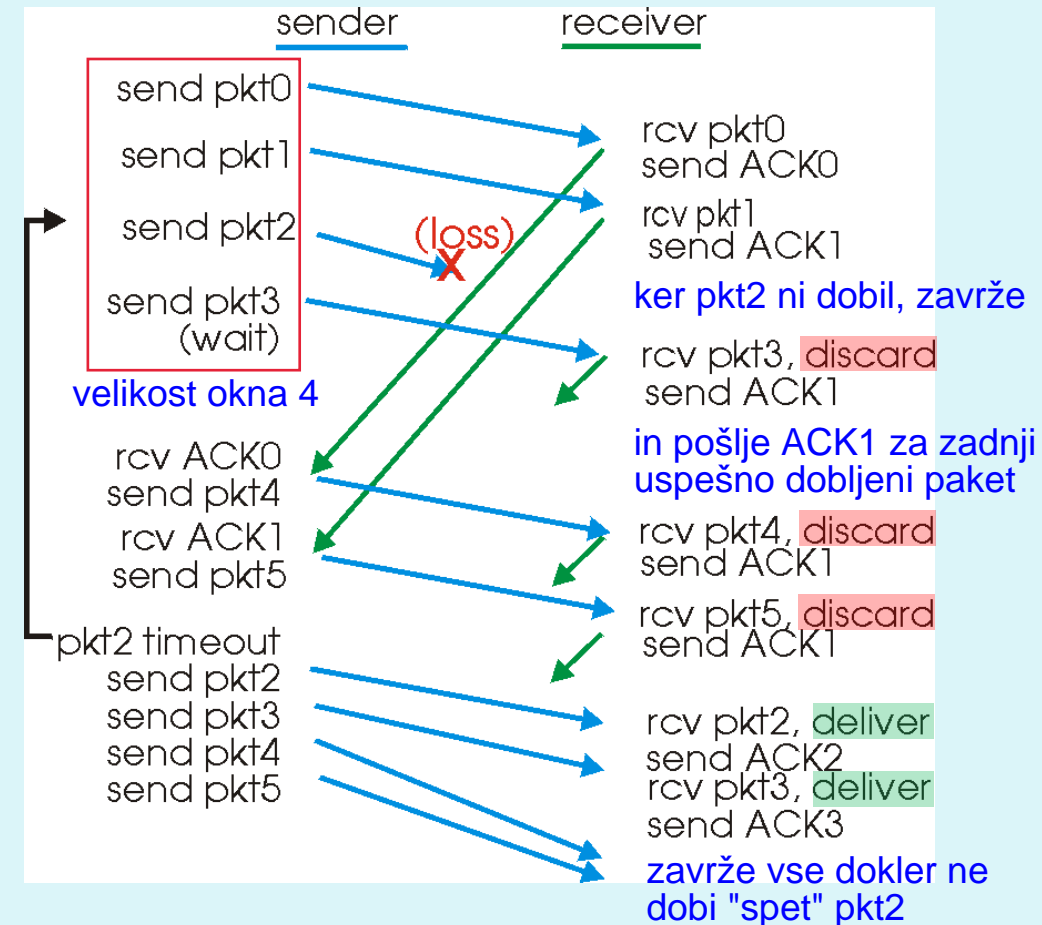 sender
receiver
send pkt0
send pkt1
send pkt2
send pkt3
(wait)
velikost okna 4
rcv ACK0
send pkt4
rcv ACK1
send pkt5
pkt2 timeout
send pkt2
send pkt3
send pkt4
send pkt5
(loss)
X
rcv pkt0
send ACK0
rcv pkt1
send ACK1
ker pkt2 ni dobil, zavrže
rcv pkt3, discard
send ACK1
in pošlje ACK1 za zadnji
uspešno dobljeni paket
rcv pkt4, discard
send ACK1
rcv pkt5, discard
send ACK1
rcv pkt2, deliver
send ACK2
rcv pkt3, deliver
send ACK3
zavrže vse dokler ne
dobi "spet" pkt2